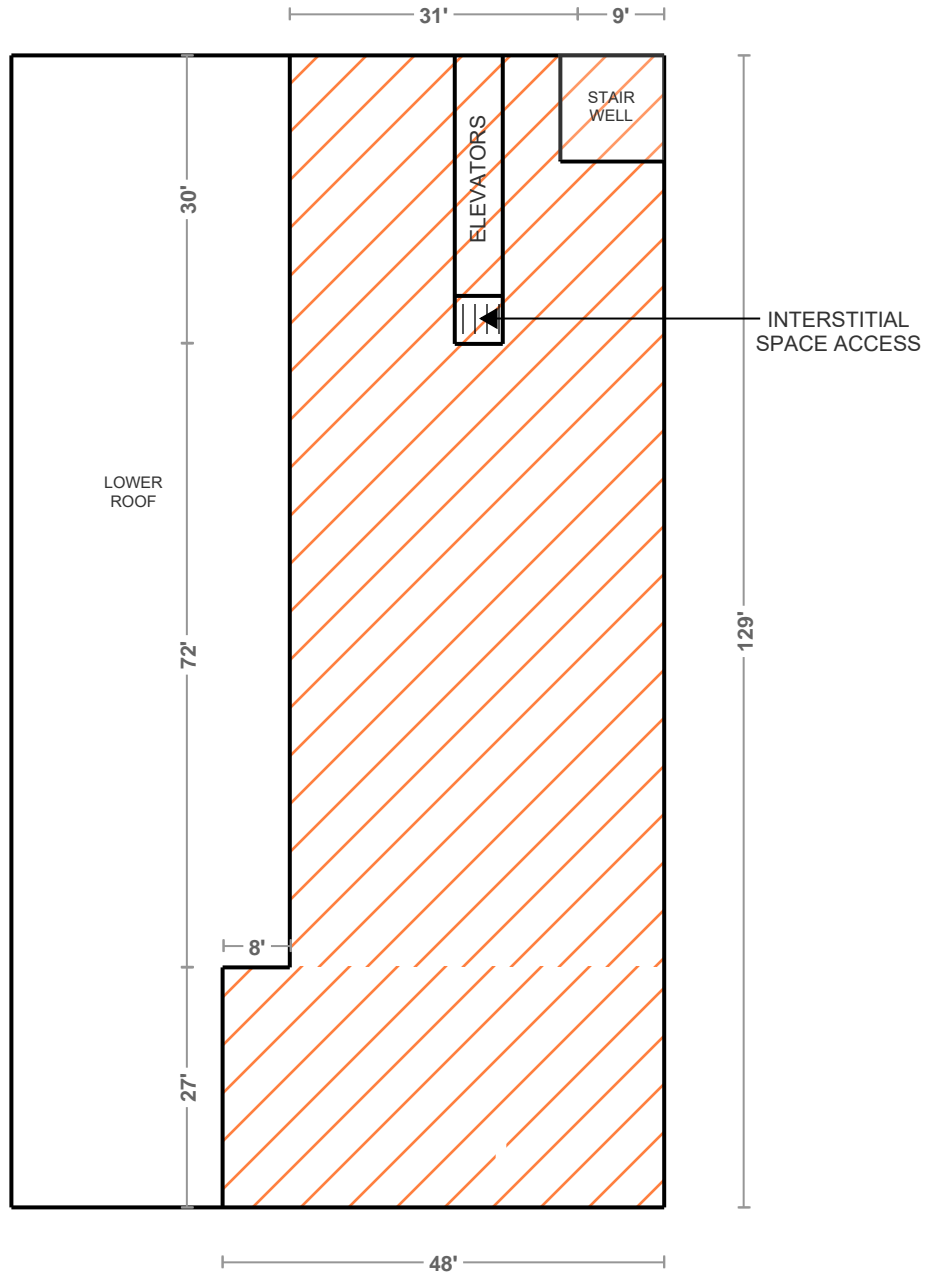 31'
9'
STAIR
WELL
ELEVATORS
30'
INTERSTITIAL
SPACE ACCESS
LOWER
ROOF
129'
72'
8'
27'
48'